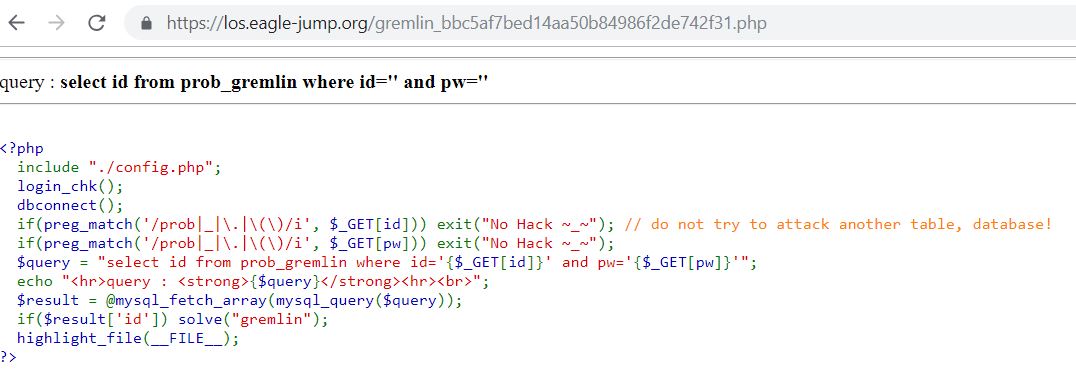 https://los.eagle-jump.org/gremlin_bbc5af7bed14aa50b84986f2de742f31.php
query : select id from prob_gremlin where id='' and pw=''
<?php
  include "./config.php";
  login_chk();
  dbconnect();
  if(preg_match('/prob|_|\.|\(\)/i', $_GET[id])) exit("No Hack ~_~"); // do not try to attack another table, database!
  if(preg_match('/prob|_|\.|\(\)/i', $_GET[pw])) exit("No Hack ~_~");
  $query = "select id from prob_gremlin where id='{$_GET[id]}' and pw='{$_GET[pw]}'";
  echo "<hr>query : <strong>{$query}</strong><hr><br>";
  $result = @mysql_fetch_array(mysql_query($query));
  if($result['id']) solve("gremlin");
  highlight_file(__FILE__);
?>